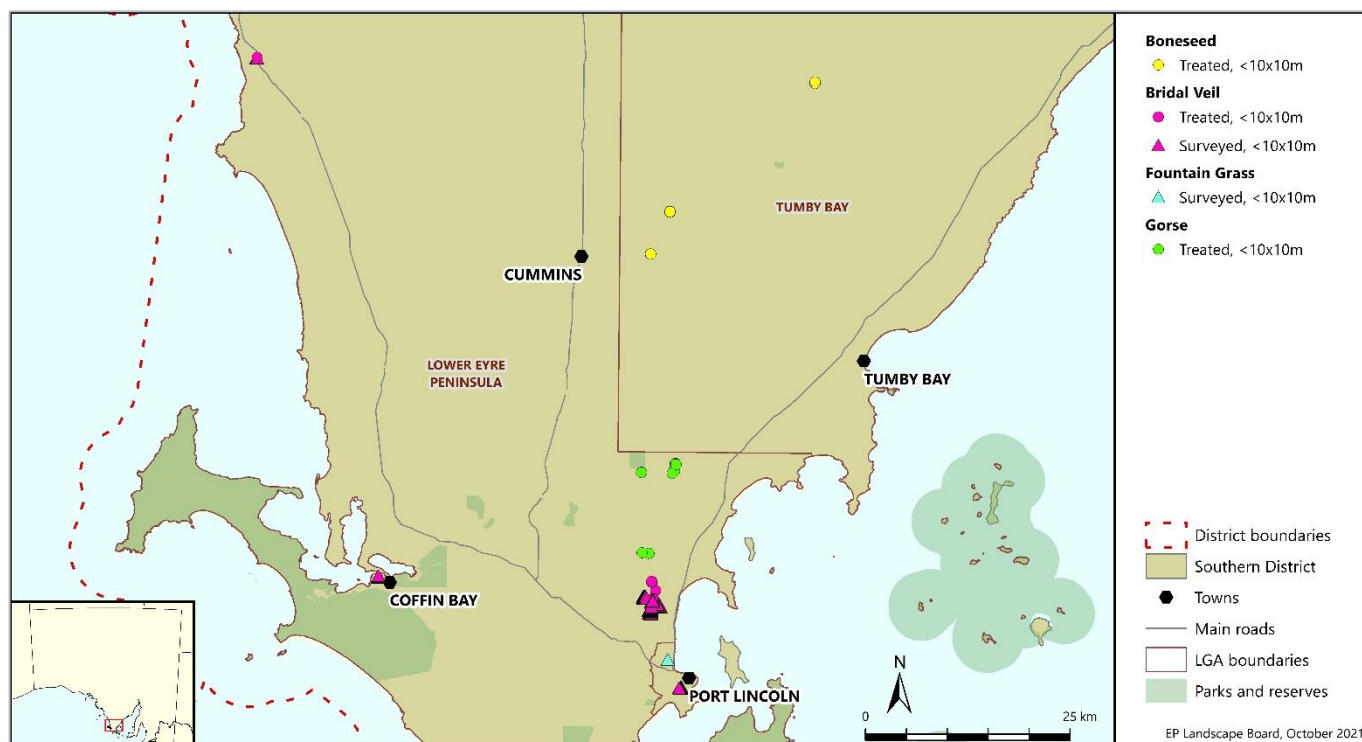 CUMMINS
TUMBY BAY
LOWER EYRE
PENINSULA
TUMBY BAY
COFFIN BAY
PORT LINCOLN
N
0
25 km
Boneseed
Treated, <10x10m
Bridal Veil
Treated, <10x10m
Surveyed, <10x10m
Fountain Grass
Surveyed, <10x10m
Gorse
Treated, <10x10m
District boundaries
Southern District
Towns
Main roads
LGA boundaries
Parks and reserves
EP Landscape Board, October 2021